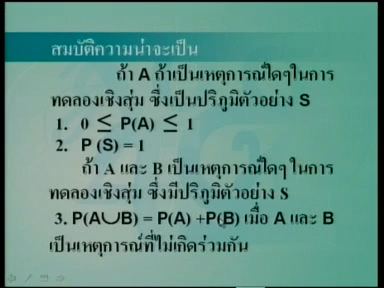 สมบัติความน่าจะเป็น
ถ้า A ถ้าเป็นเหตุการณ์ใดๆในการ
ทดลองเชิงสุ่ม ซึ่งเป็นปริภูมิตัวอย่าง S
1. 0 ≤ P(A) ≤ 1
2. P (S) = 1
ถ้า A และ B เป็นเหตุการณ์ใดๆ ในการ
ทดลองเชิงสุ่ม ซึ่งมีปริภูมิตัวอย่าง S
3. P(A∪B) = P(A) +P(B) เมื่อ A และ B
เป็นเหตุการณ์ที่ไม่เกิดร่วมกัน